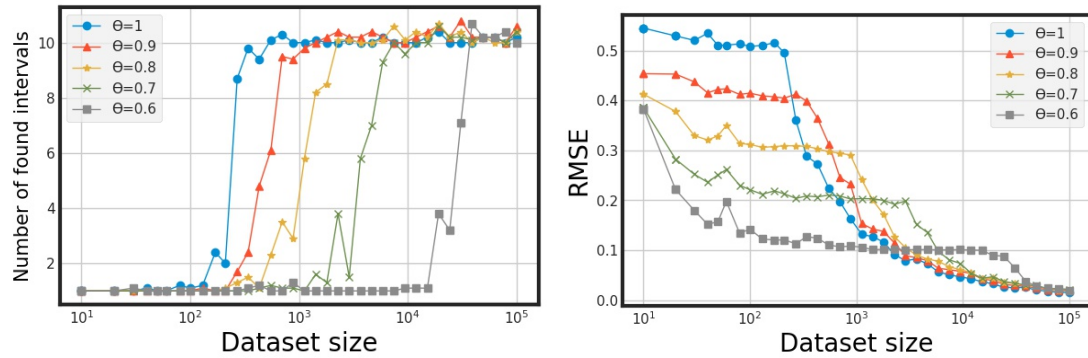 Number of found intervals
10
8
6
4
2
ϴ=1
ϴ=0.9
ϴ=0.8
ϴ=0.7
ϴ=0.6
10¹ 10² 10³ 10⁴ 10⁵
Dataset size
RMSE
0.5
0.4
0.3
0.2
0.1
0.0
ϴ=1
ϴ=0.9
ϴ=0.8
ϴ=0.7
ϴ=0.6
10¹ 10² 10³ 10⁴ 10⁵
Dataset size